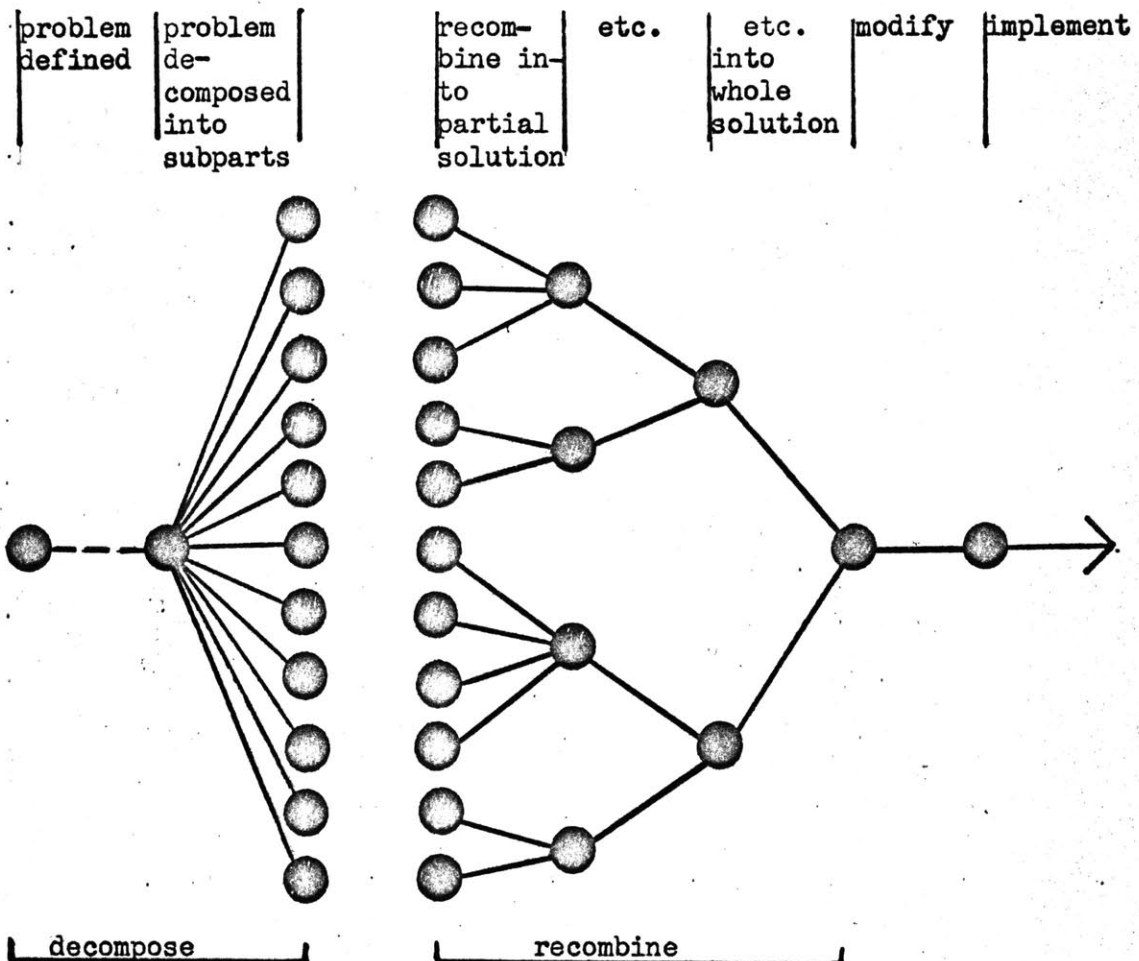 problem
defined
problem
de-
composed
into
subparts
recom-
bine in-
to
partial
solution
etc.
etc.
into
whole
solution
modify
implement
decompose
recombine